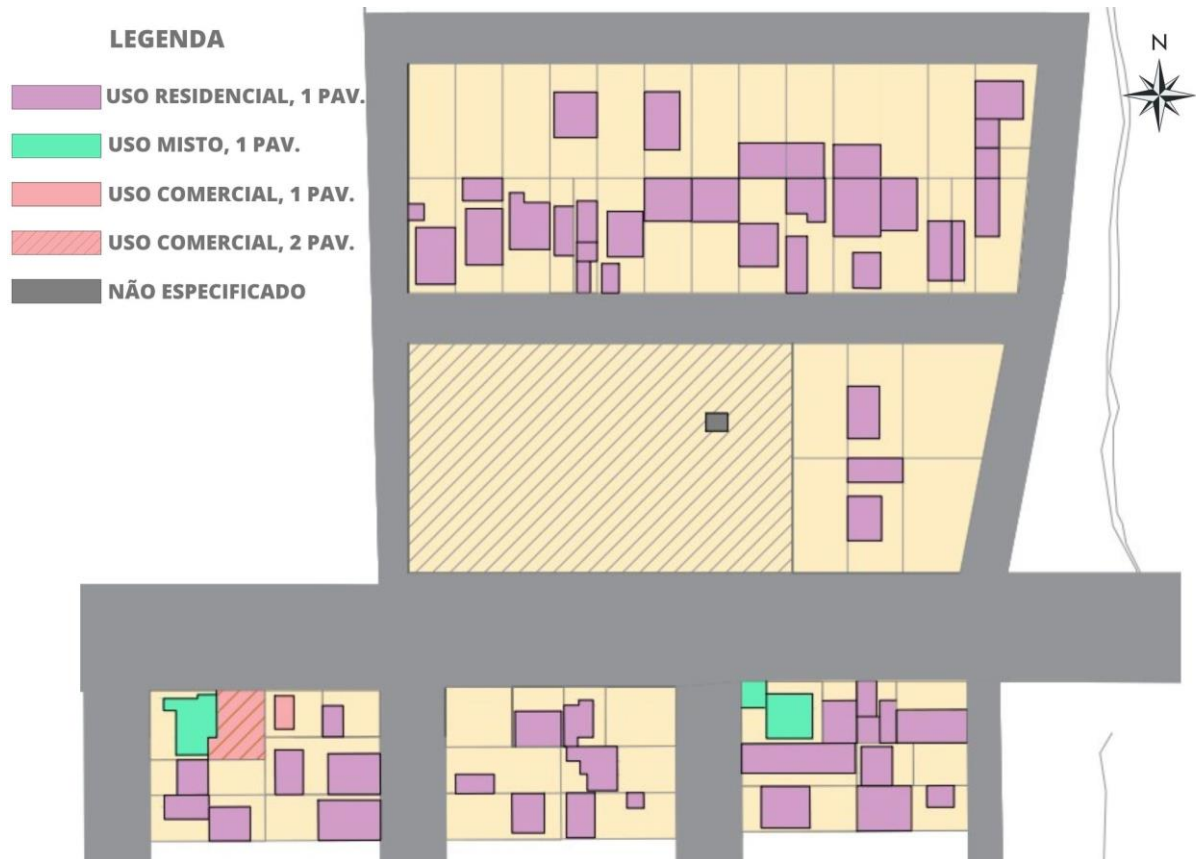 LEGENDA
USO RESIDENCIAL, 1 PAV.
USO MISTO, 1 PAV.
USO COMERCIAL, 1 PAV.
USO COMERCIAL, 2 PAV.
NÃO ESPECIFICADO
N